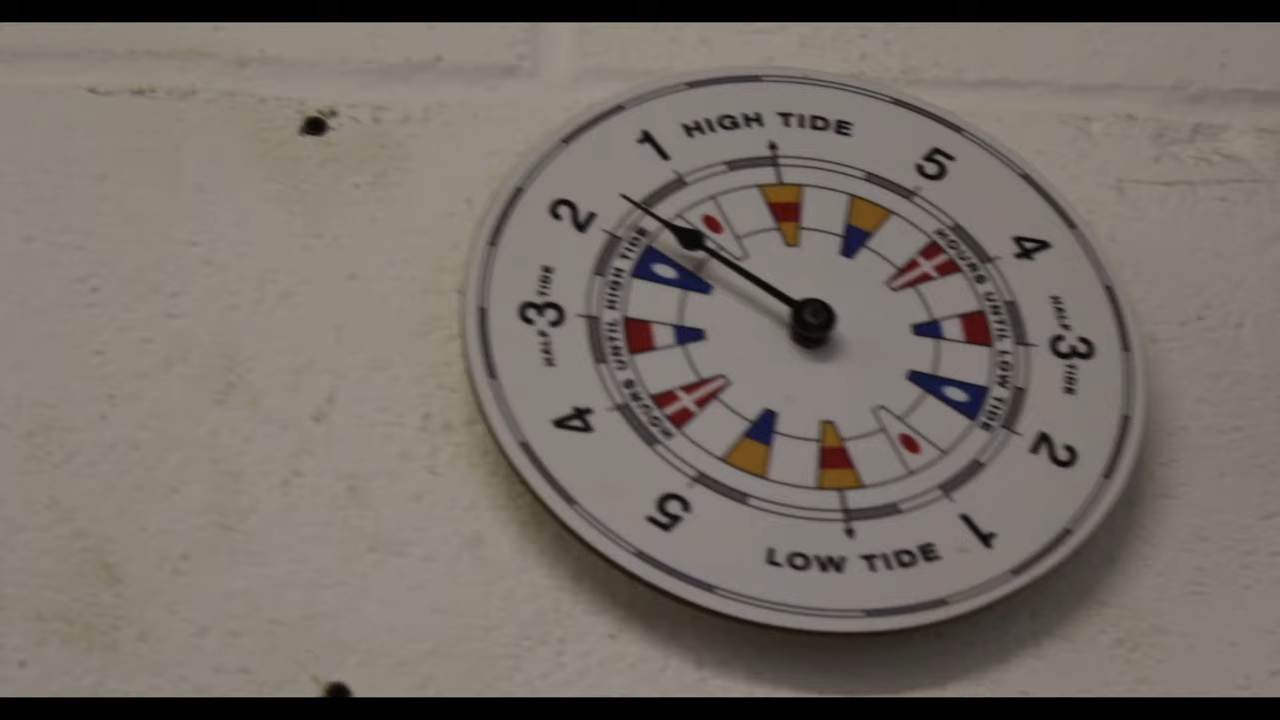 HIGH TIDE
5
4
HALF 3 TIDE
2
1
LOW TIDE
5
4
HALF 3 TIDE
2
1
HOURS UNTIL LOW TIDE
HOURS UNTIL HIGH TIDE